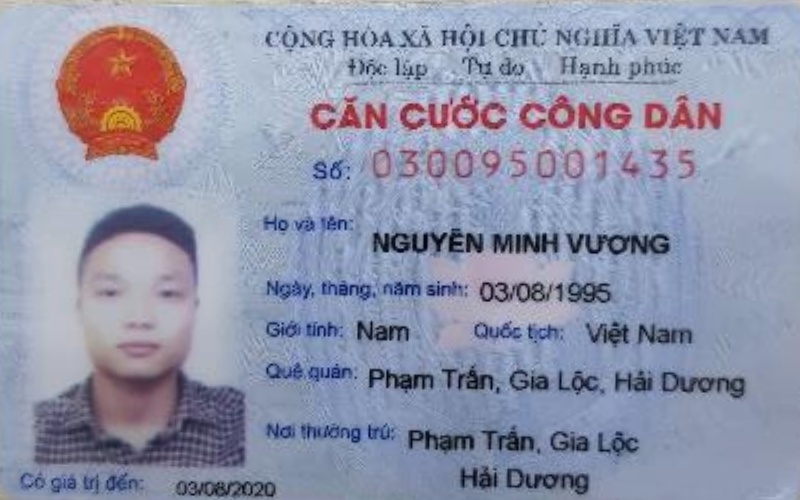 CỘNG HÒA XÃ HỘI CHỦ NGHĨA VIỆT NAM
Độc lập Tự do Hạnh phúc
CĂN CƯỚC CÔNG DÂN
Số: 030095001435
Họ và tên:
NGUYỄN MINH VƯƠNG
Ngày, tháng, năm sinh: 03/08/1995
Giới tính: Nam Quốc tịch: Việt Nam
Quê quán: Phạm Trấn, Gia Lộc, Hải Dương
Nơi thường trú: Phạm Trấn, Gia Lộc
Hải Dương
Có giá trị đến: 03/08/2020